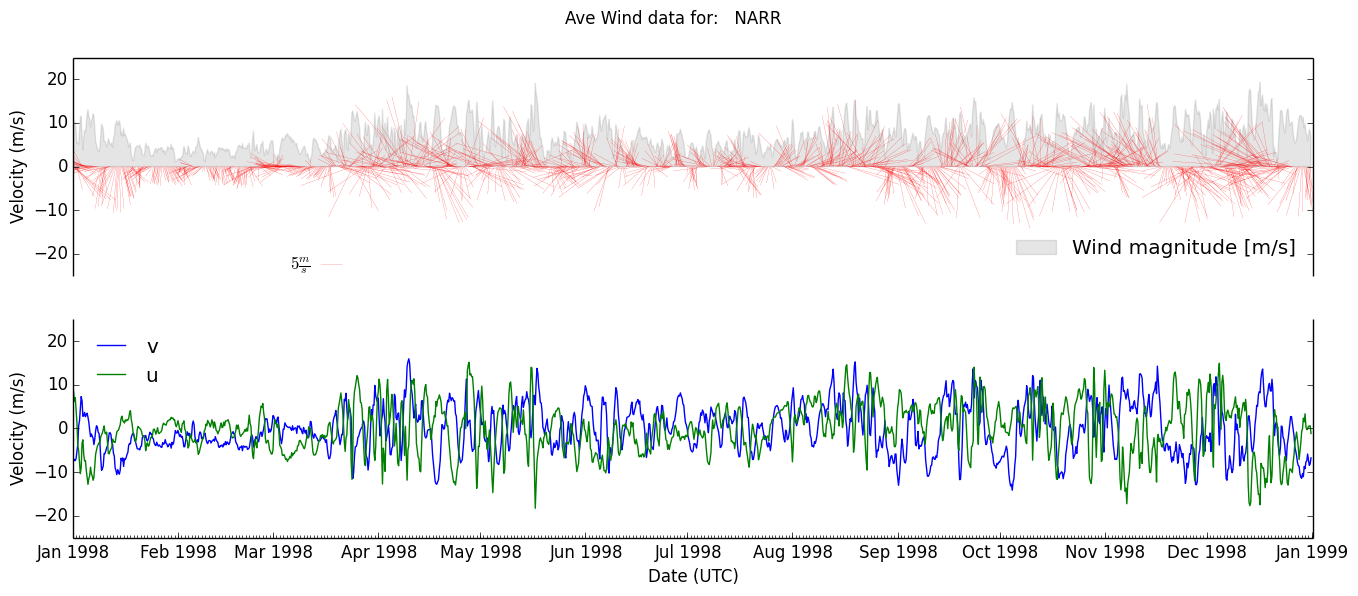 Ave Wind data for:   NARR
Velocity (m/s)
20
10
0
−10
−20
5 m/s
Wind magnitude [m/s]
Velocity (m/s)
20
10
0
−10
−20
v
u
Jan 1998 Feb 1998 Mar 1998 Apr 1998 May 1998 Jun 1998 Jul 1998 Aug 1998 Sep 1998 Oct 1998 Nov 1998 Dec 1998 Jan 1999
Date (UTC)